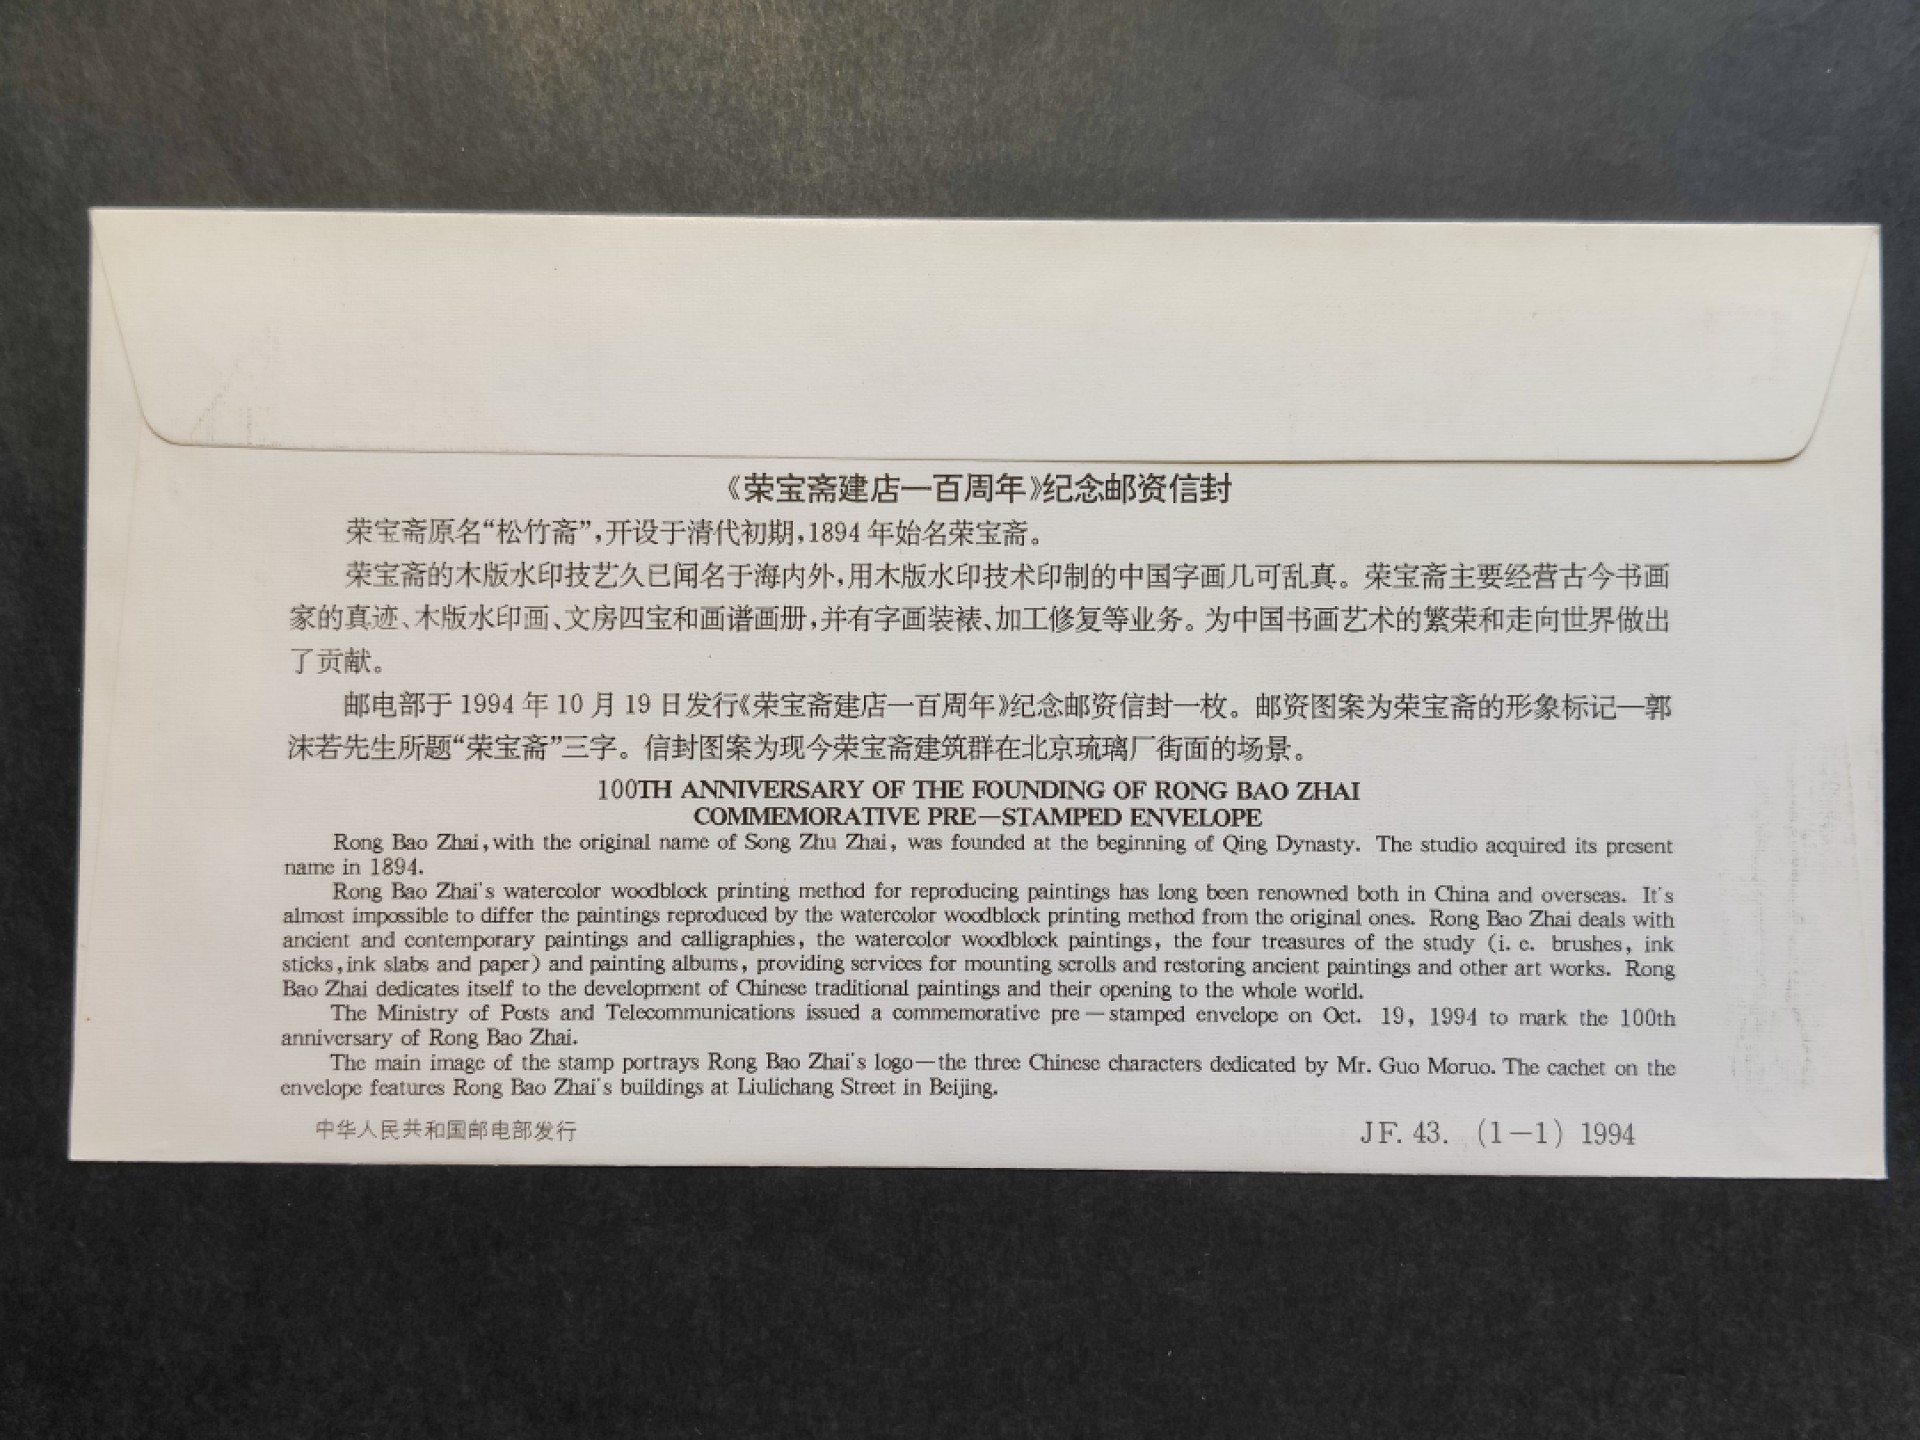 《荣宝斋建店一百周年》纪念邮资信封
荣宝斋原名“松竹斋”,开设于清代初期,1894年始名荣宝斋。
荣宝斋的木版水印技艺久已闻名于海内外,用木版水印技术印制的中国字画几可乱真。荣宝斋主要经营古今书画
家的真迹、木版水印画、文房四宝和画谱画册,并有字画装裱、加工修复等业务。为中国书画艺术的繁荣和走向世界做出
了贡献。
邮电部于1994年10月19日发行《荣宝斋建店一百周年》纪念邮资信封一枚。邮资图案为荣宝斋的形象标记—郭
沫若先生所题“荣宝斋”三字。信封图案为现今荣宝斋建筑群在北京琉璃厂街面的场景。
100TH ANNIVERSARY OF THE FOUNDING OF RONG BAO ZHAI
COMMEMORATIVE PRE—STAMPED ENVELOPE
Rong Bao Zhai, with the original name of Song Zhu Zhai, was founded at the beginning of Qing Dynasty. The studio acquired its present
name in 1894.
Rong Bao Zhai's watercolor woodblock printing method for reproducing paintings has long been renowned both in China and overseas. It's
almost impossible to differ the paintings reproduced by the watercolor woodblock printing method from the original ones. Rong Bao Zhai deals with
ancient and contemporary paintings and calligraphies, the watercolor woodblock paintings, the four treasures of the study (i. e. brushes, ink
sticks, ink slabs and paper) and painting albums, providing services for mounting scrolls and restoring ancient paintings and other art works. Rong
Bao Zhai dedicates itself to the development of Chinese traditional paintings and their opening to the whole world.
The Ministry of Posts and Telecommunications issued a commemorative pre—stamped envelope on Oct. 19, 1994 to mark the 100th
anniversary of Rong Bao Zhai.
The main image of the stamp portrays Rong Bao Zhai's logo—the three Chinese characters dedicated by Mr. Guo Moruo. The cachet on the
envelope features Rong Bao Zhai's buildings at Liulichang Street in Beijing.
中华人民共和国邮电部发行
JF. 43. (1—1) 1994